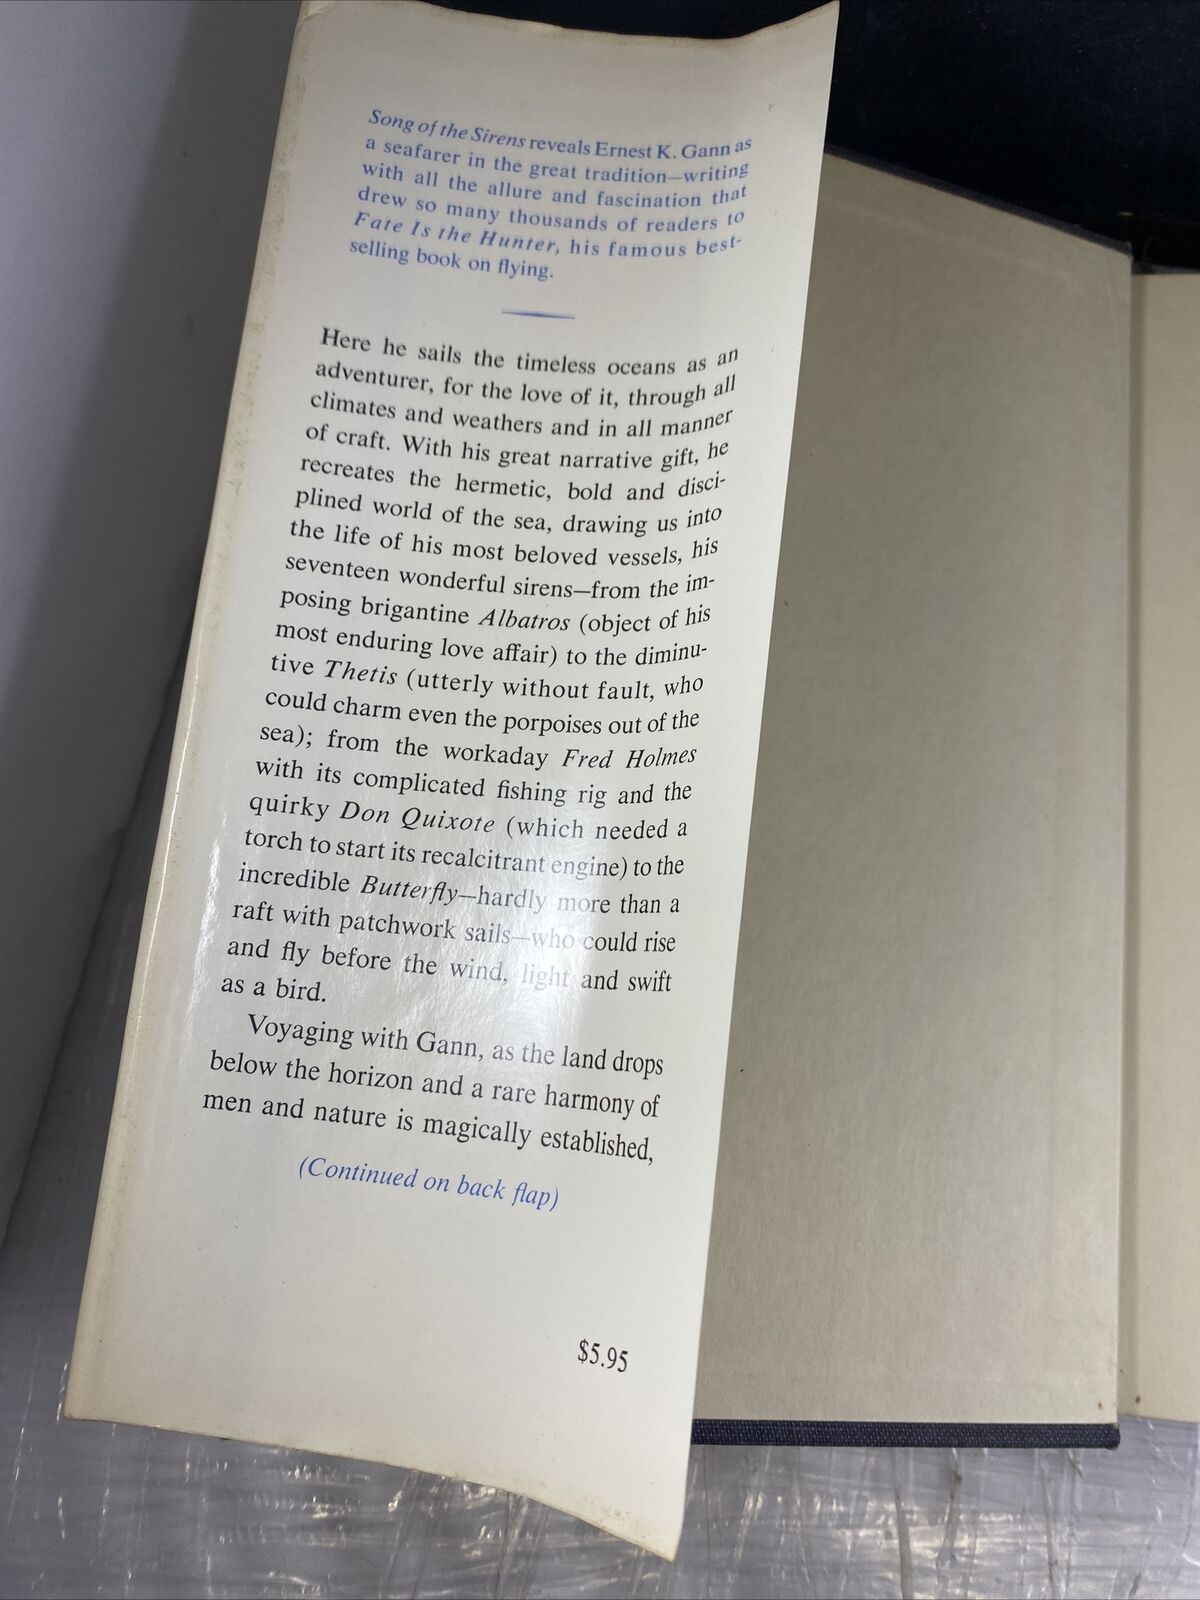 Song of the Sirens reveals Ernest K. Gann as
a seafarer in the great tradition—writing
with all the allure and fascination that
drew so many thousands of readers to
Fate Is the Hunter, his famous best-
selling book on flying.
Here he sails the timeless oceans as an
adventurer, for the love of it, through all
climates and weathers and in all manner
of craft. With his great narrative gift, he
recreates the hermetic, bold and disci-
plined world of the sea, drawing us into
the life of his most beloved vessels, his
seventeen wonderful sirens—from the im-
posing brigantine Albatros (object of his
most enduring love affair) to the diminu-
tive Thetis (utterly without fault, who
could charm even the porpoises out of the
sea); from the workaday Fred Holmes
with its complicated fishing rig and the
quirky Don Quixote (which needed a
torch to start its recalcitrant engine) to the
incredible Butterfly—hardly more than a
raft with patchwork sails—who could rise
and fly before the wind, light and swift
as a bird.
Voyaging with Gann, as the land drops
below the horizon and a rare harmony of
men and nature is magically established,
(Continued on back flap)
$5.95